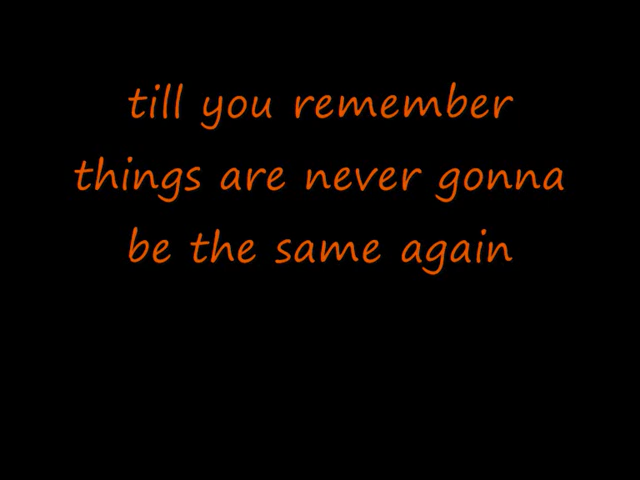 till you remember
things are never gonna
be the same again